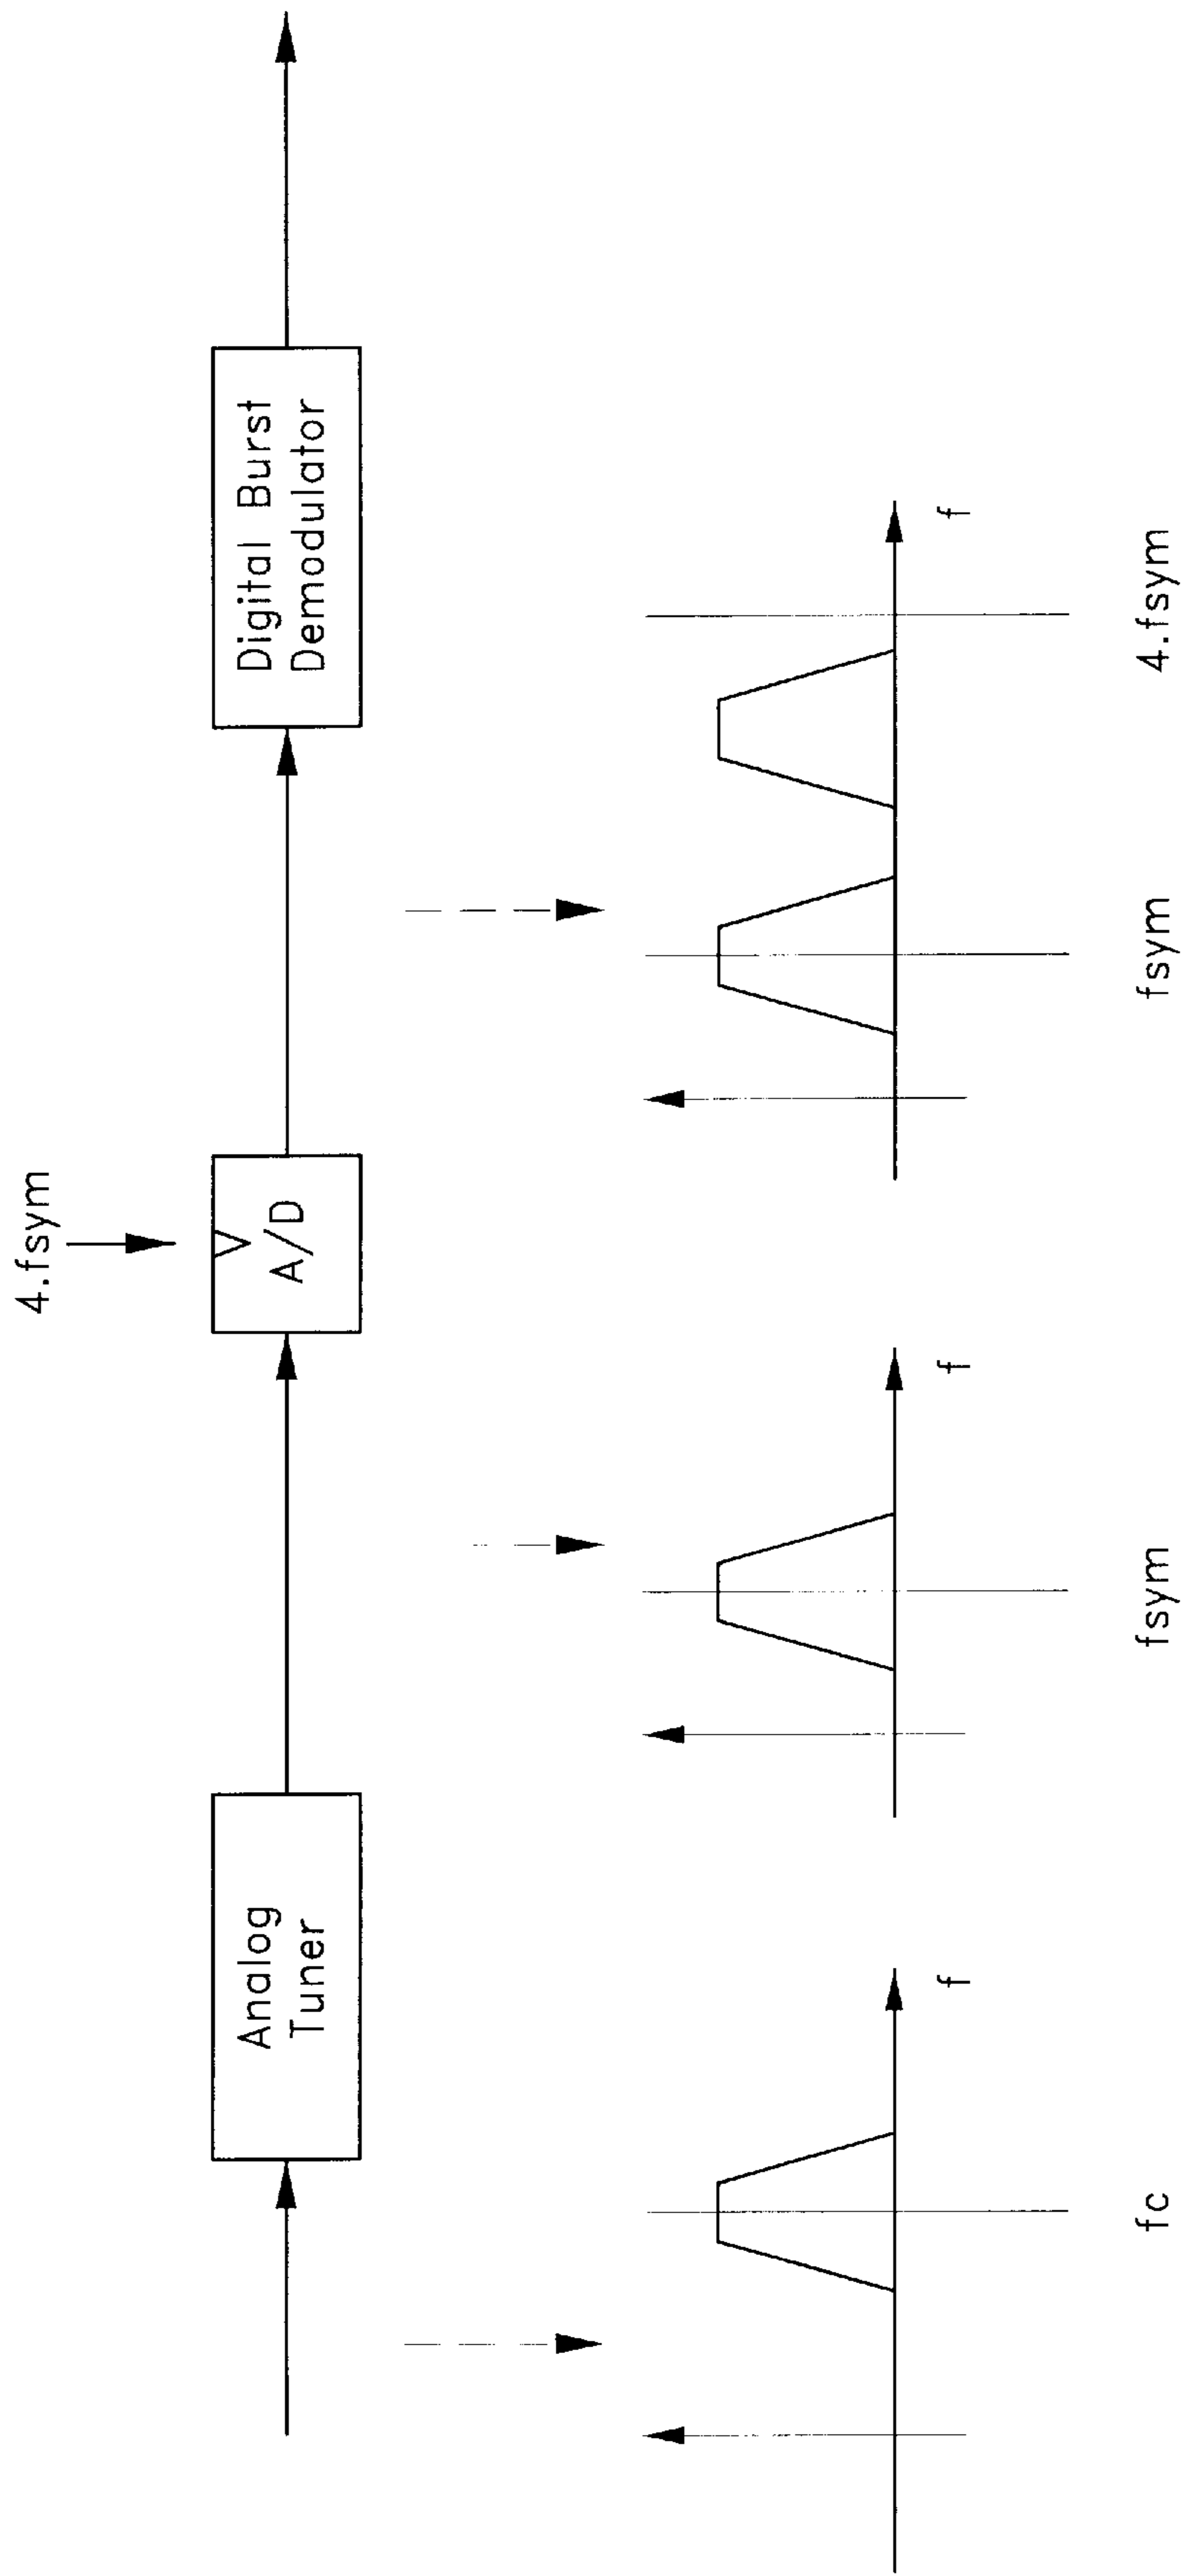 4.fsym
Analog
Tuner
A/D
Digital Burst
Demodulator
f
f
f
fc
fsym
fsym
4.fsym